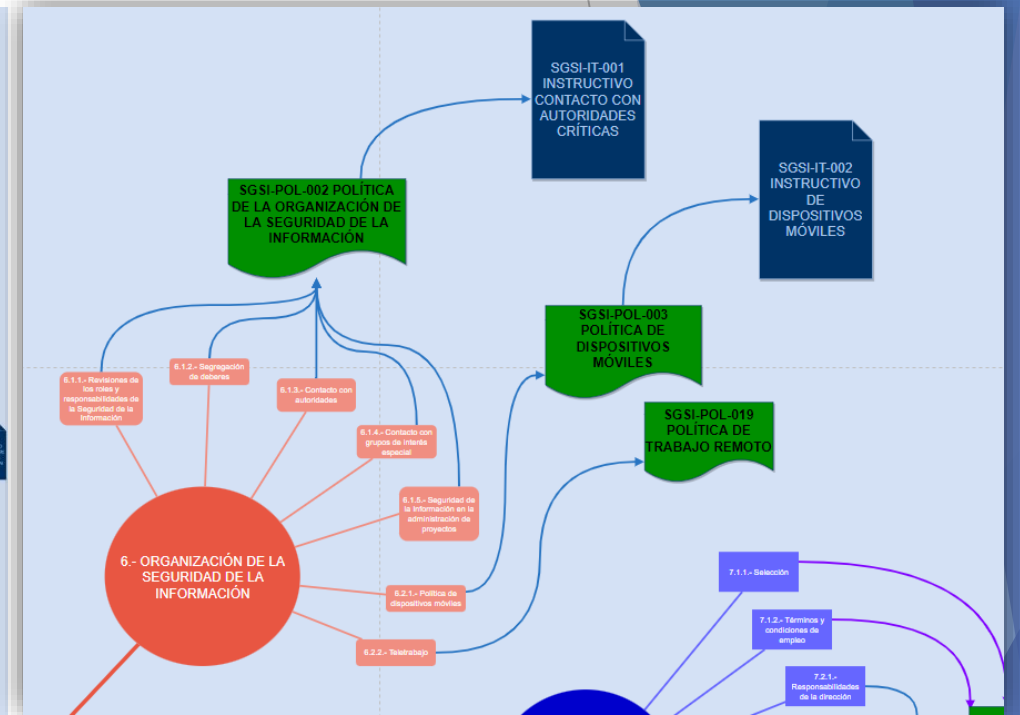 SGSI-IT-001
INSTRUCTIVO
CONTACTO CON
AUTORIDADES
CRÍTICAS
SGSI-IT-002
INSTRUCTIVO
DE
DISPOSITIVOS
MÓVILES
SGSI-POL-002 POLÍTICA
DE LA ORGANIZACIÓN DE
LA SEGURIDAD DE LA
INFORMACIÓN
SGSI-POL-003
POLÍTICA DE
DISPOSITIVOS
MÓVILES
SGSI-POL-019
POLÍTICA DE
TRABAJO REMOTO
6.1.1.- Revisiones de
los roles y
responsabilidades de
la Seguridad de la
Información
6.1.2.- Segregación
de deberes
6.1.3.- Contacto con
autoridades
6.1.4.- Contacto con
grupos de interés
especial
6.1.5.- Seguridad de
la Información en la
administración de
proyectos
6.2.1.- Política de
dispositivos móviles
6.2.2.- Teletrabajo
6.- ORGANIZACIÓN DE LA
SEGURIDAD DE LA
INFORMACIÓN
7.1.1.- Selección
7.1.2.- Términos y
condiciones de
empleo
7.2.1.-
Responsabilidades
de la dirección